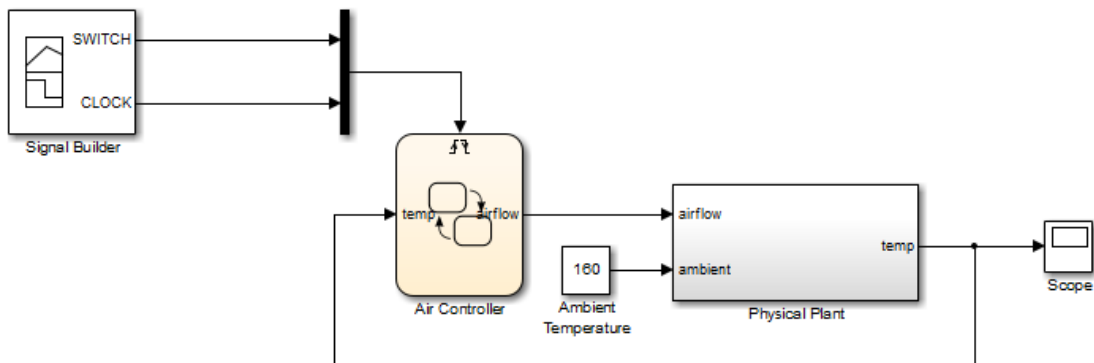 SWITCH
CLOCK
Signal Builder
temp
airflow
Air Controller
160
Ambient
Temperature
airflow
ambient
temp
Physical Plant
Scope